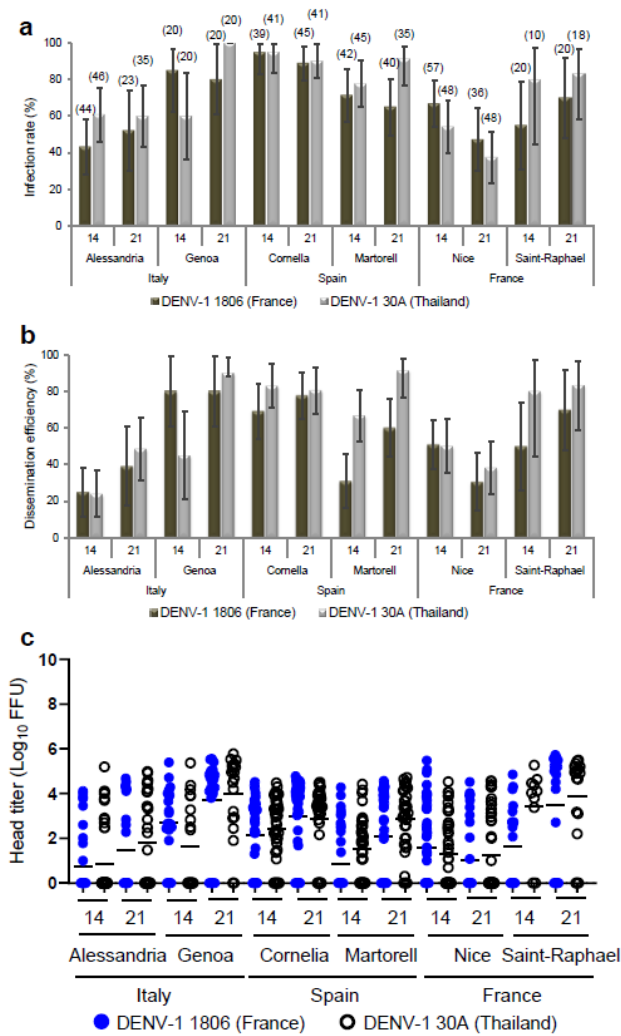 a
(20) (20) (41) (41)
(20) (20) (39) (45) (45) (35) (10) (18)
(46) (23) (35) (42) (40) (57) (48) (36) (48) (20) (20)
(44)
Infection rate (%)
100
80
60
40
20
0
14 21 14 21 14 21 14 21 14 21 14 21
Alessandria Genoa Cornella Martorell Nice Saint-Raphael
Italy Spain France
DENV-1 1806 (France) DENV-1 30A (Thailand)
b
Dissemination efficiency (%)
100
80
60
40
20
0
14 21 14 21 14 21 14 21 14 21 14 21
Alessandria Genoa Cornella Martorell Nice Saint-Raphael
Italy Spain France
DENV-1 1806 (France) DENV-1 30A (Thailand)
c
Head titer (Log10 FFU)
10
8
6
4
2
0
14 21 14 21 14 21 14 21 14 21 14 21
Alessandria Genoa Cornelia Martorell Nice Saint-Raphael
Italy Spain France
DENV-1 1806 (France) DENV-1 30A (Thailand)